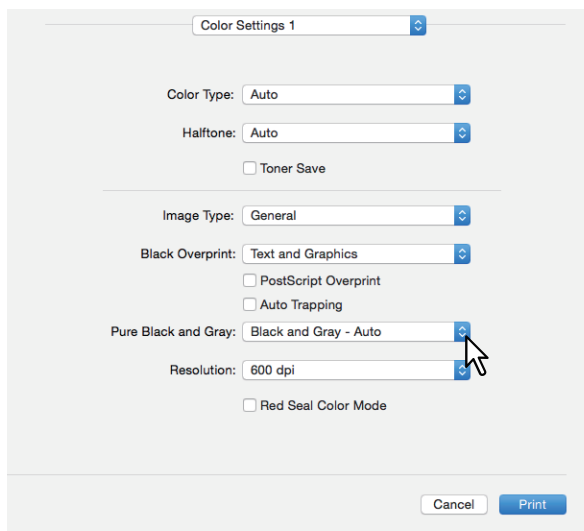 Color Settings 1
Color Type: Auto
Halftone: Auto
Toner Save
Image Type: General
Black Overprint: Text and Graphics
PostScript Overprint
Auto Trapping
Pure Black and Gray: Black and Gray - Auto
Resolution: 600 dpi
Red Seal Color Mode
Cancel Print